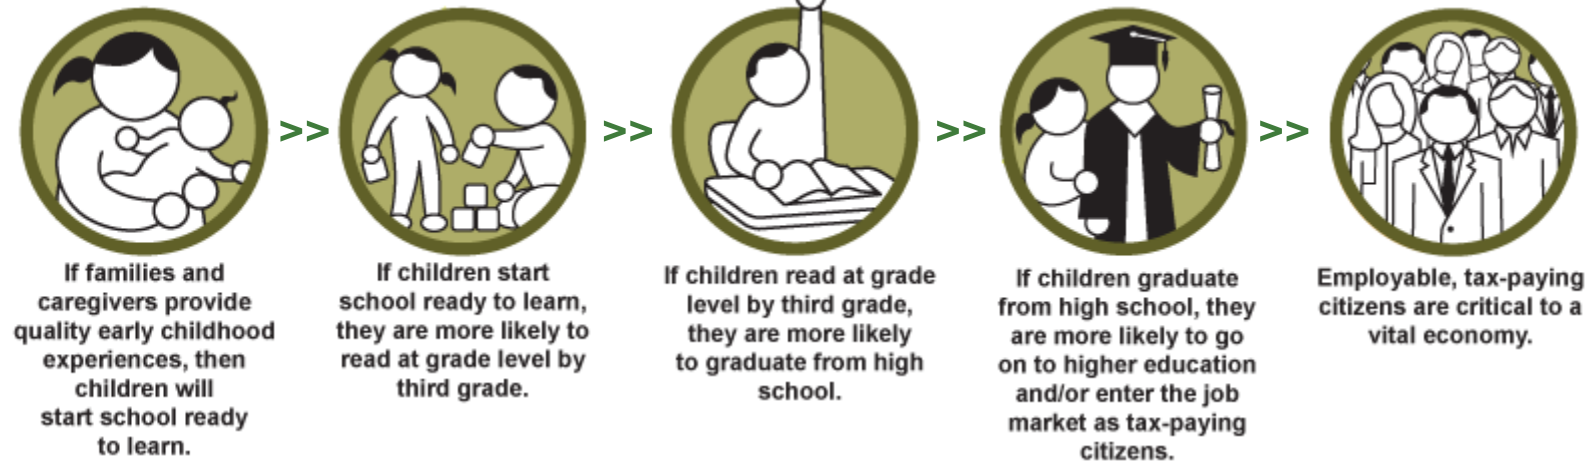 >> >> >> >>
If families and
caregivers provide
quality early childhood
experiences, then
children will
start school ready
to learn.
If children start
school ready to learn,
they are more likely to
read at grade level by
third grade.
If children read at grade
level by third grade,
they are more likely
to graduate from high
school.
If children graduate
from high school, they
are more likely to go
on to higher education
and/or enter the job
market as tax-paying
citizens.
Employable, tax-paying
citizens are critical to a
vital economy.